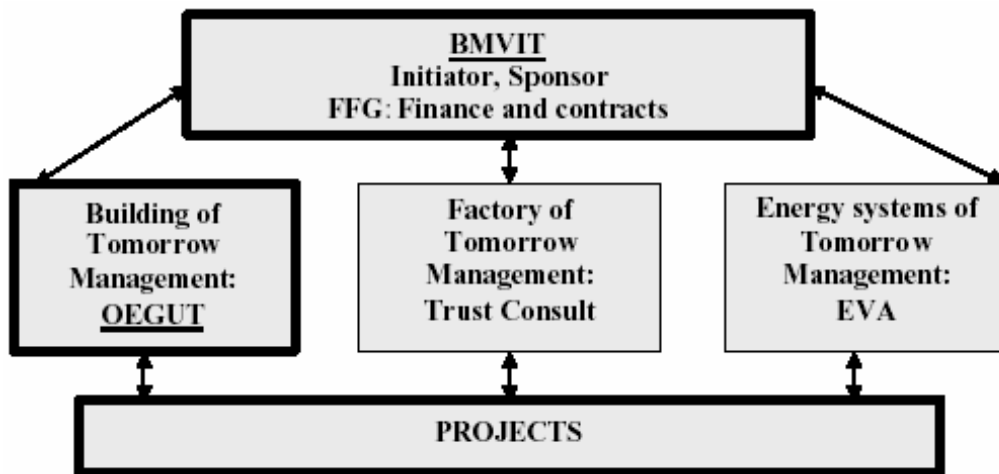 BMVIT
Initiator, Sponsor
FFG: Finance and contracts
Building of
Tomorrow
Management:
OEGUT
Factory of
Tomorrow
Management:
Trust Consult
Energy systems of
Tomorrow
Management:
EVA
PROJECTS